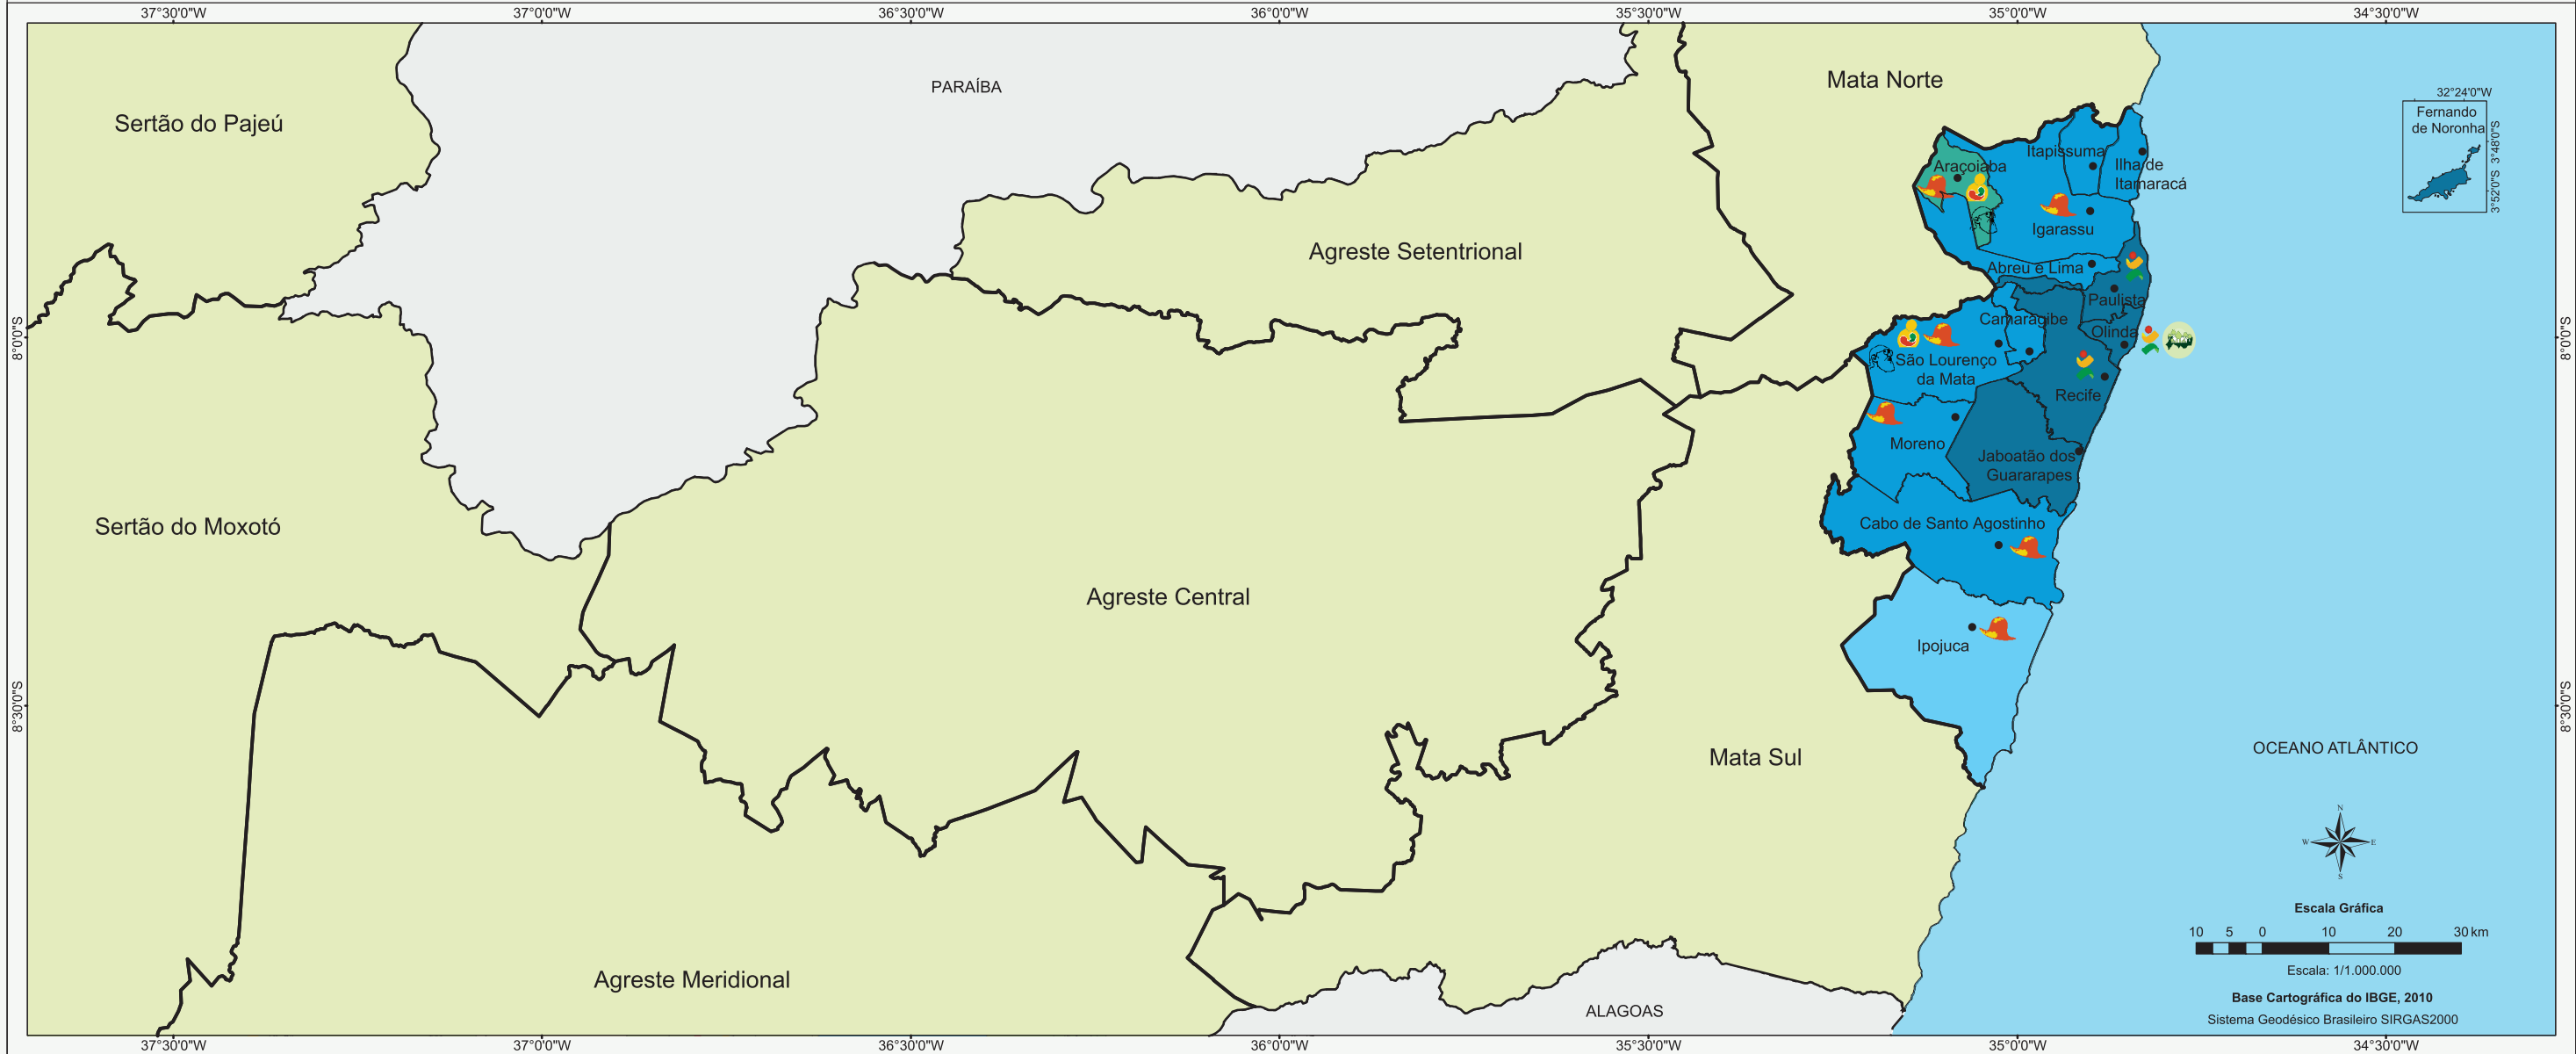 37°30'0"W
37°0'0"W
36°30'0"W
36°0'0"W
35°30'0"W
35°0'0"W
34°30'0"W
PARAÍBA
Mata Norte
Sertão do Pajeú
32°24'0"W
Fernando
de Noronha
3°48'0"S
3°52'0"S
Itapissuma
Araçoiaba
Ilha de
Itamaracá
Igarassu
Agreste Setentrional
Abreu e Lima
Paulista
Camaragibe
Olinda
8°0'0"S
8°0'0"S
São Lourenço
da Mata
Recife
Moreno
Jaboatão dos
Guararapes
Sertão do Moxotó
Cabo de Santo Agostinho
Agreste Central
Ipojuca
8°30'0"S
8°30'0"S
OCEANO ATLÂNTICO
Mata Sul
N
W
E
S
Escala Gráfica
10 5 0 10 20 30 km
Escala: 1/1.000.000
Agreste Meridional
Base Cartográfica do IBGE, 2010
ALAGOAS
Sistema Geodésico Brasileiro SIRGAS2000
37°30'0"W
37°0'0"W
36°30'0"W
36°0'0"W
35°30'0"W
35°0'0"W
34°30'0"W